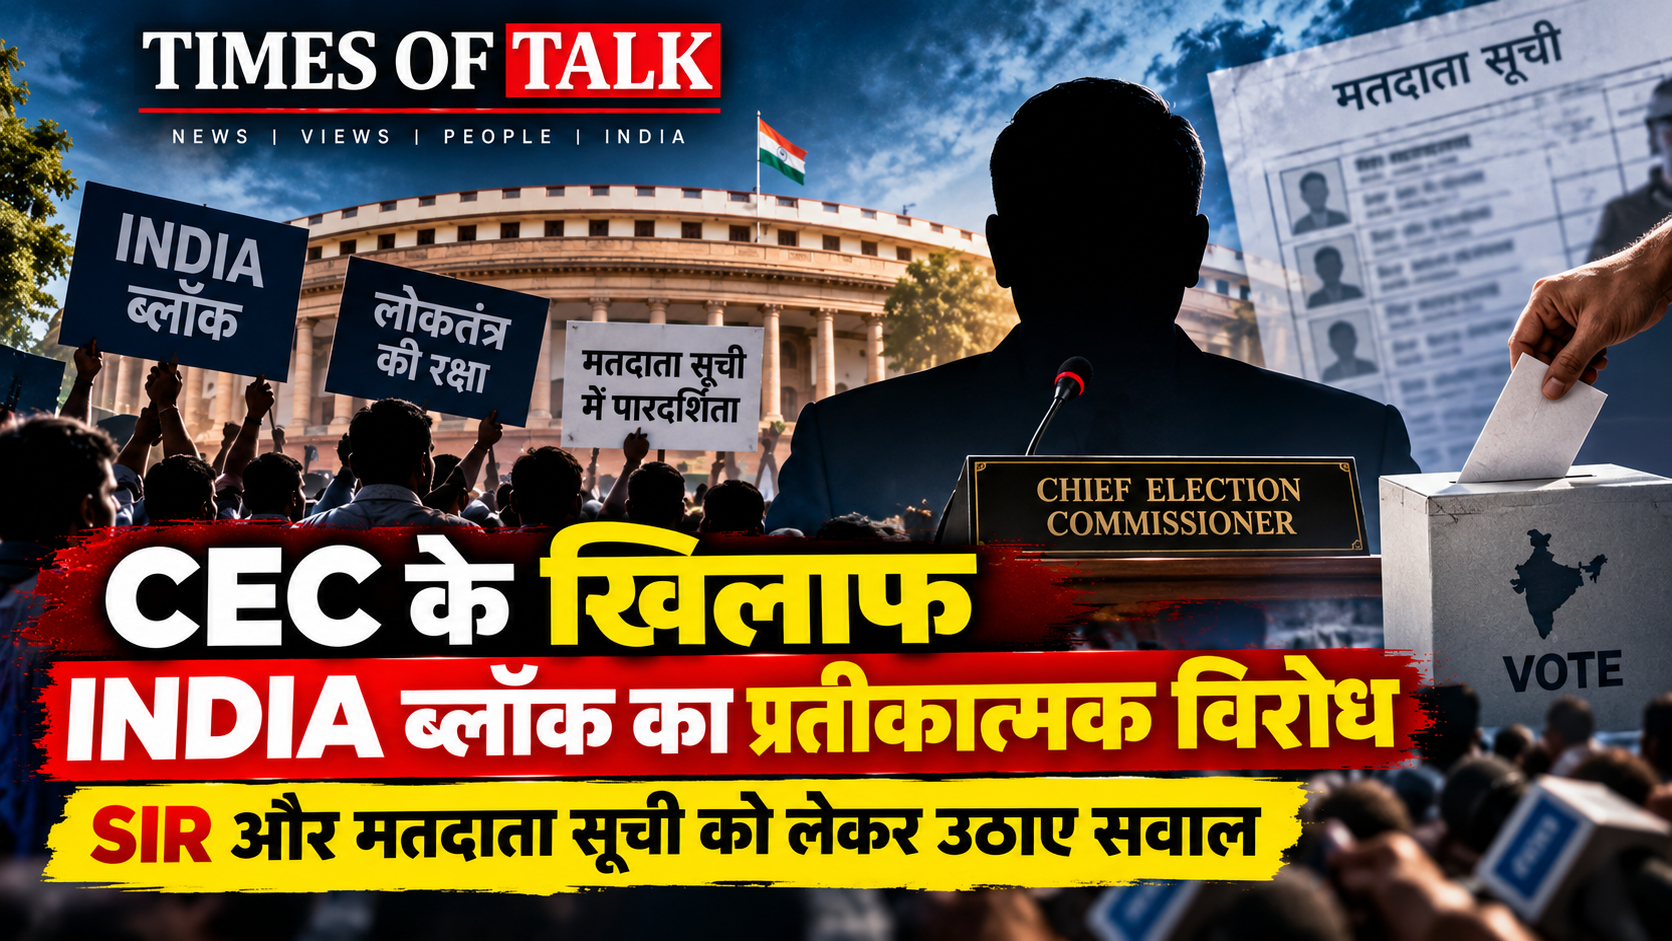 TIMES OF TALK
NEWS | VIEWS | PEOPLE | INDIA
INDIA
ब्लॉक
लोकतंत्र
की रक्षा
मतदाता सूची
में पारदर्शिता
मतदाता सूची
CHIEF ELECTION
COMMISSIONER
VOTE
CEC के खिलाफ
INDIA ब्लॉक का प्रतीकात्मक विरोध
SIR और मतदाता सूची को लेकर उठाए सवाल